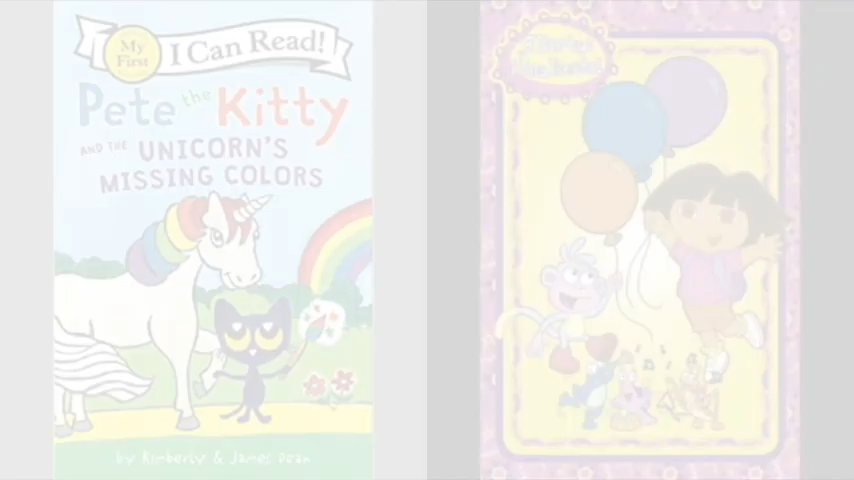 My First
I Can Read!
Pete the Kitty
AND THE UNICORN'S
MISSING COLORS
by Kimberly & James Dean